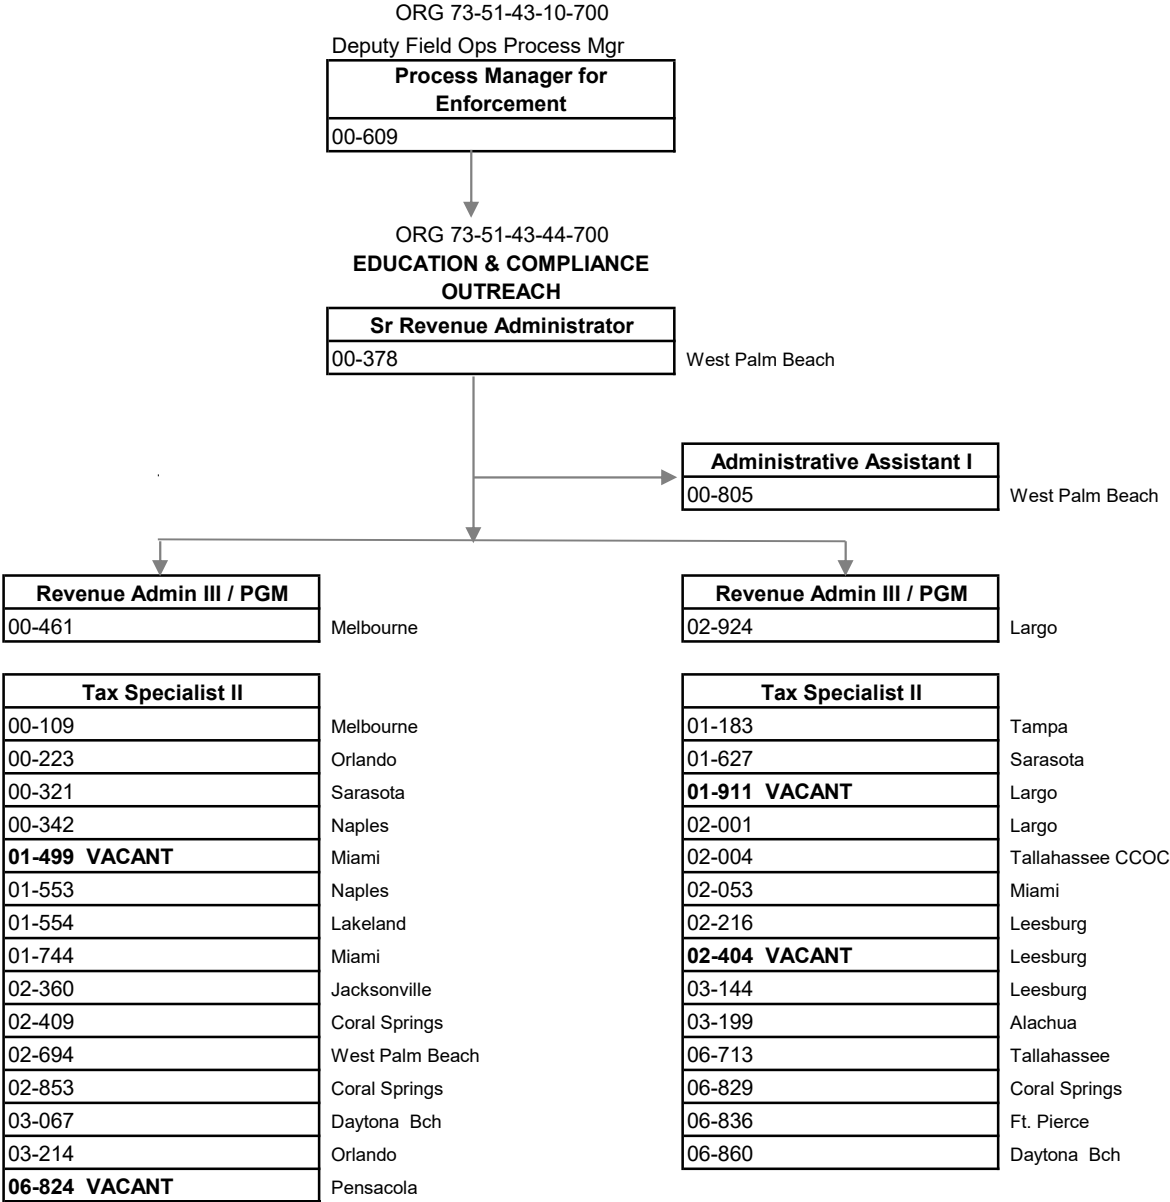 ORG 73-51-43-10-700
Deputy Field Ops Process Mgr
Process Manager for
Enforcement
00-609
ORG 73-51-43-44-700
EDUCATION & COMPLIANCE
OUTREACH
Sr Revenue Administrator
00-378 West Palm Beach
Administrative Assistant I
00-805 West Palm Beach
Revenue Admin III / PGM
00-461 Melbourne
Tax Specialist II
00-109 Melbourne
00-223 Orlando
00-321 Sarasota
00-342 Naples
01-499 VACANT Miami
01-553 Naples
01-554 Lakeland
01-744 Miami
02-360 Jacksonville
02-409 Coral Springs
02-694 West Palm Beach
02-853 Coral Springs
03-067 Daytona Bch
03-214 Orlando
06-824 VACANT Pensacola
Revenue Admin III / PGM
02-924 Largo
Tax Specialist II
01-183 Tampa
01-627 Sarasota
01-911 VACANT Largo
02-001 Largo
02-004 Tallahassee CCOC
02-053 Miami
02-216 Leesburg
02-404 VACANT Leesburg
03-144 Leesburg
03-199 Alachua
06-713 Tallahassee
06-829 Coral Springs
06-836 Ft. Pierce
06-860 Daytona Bch